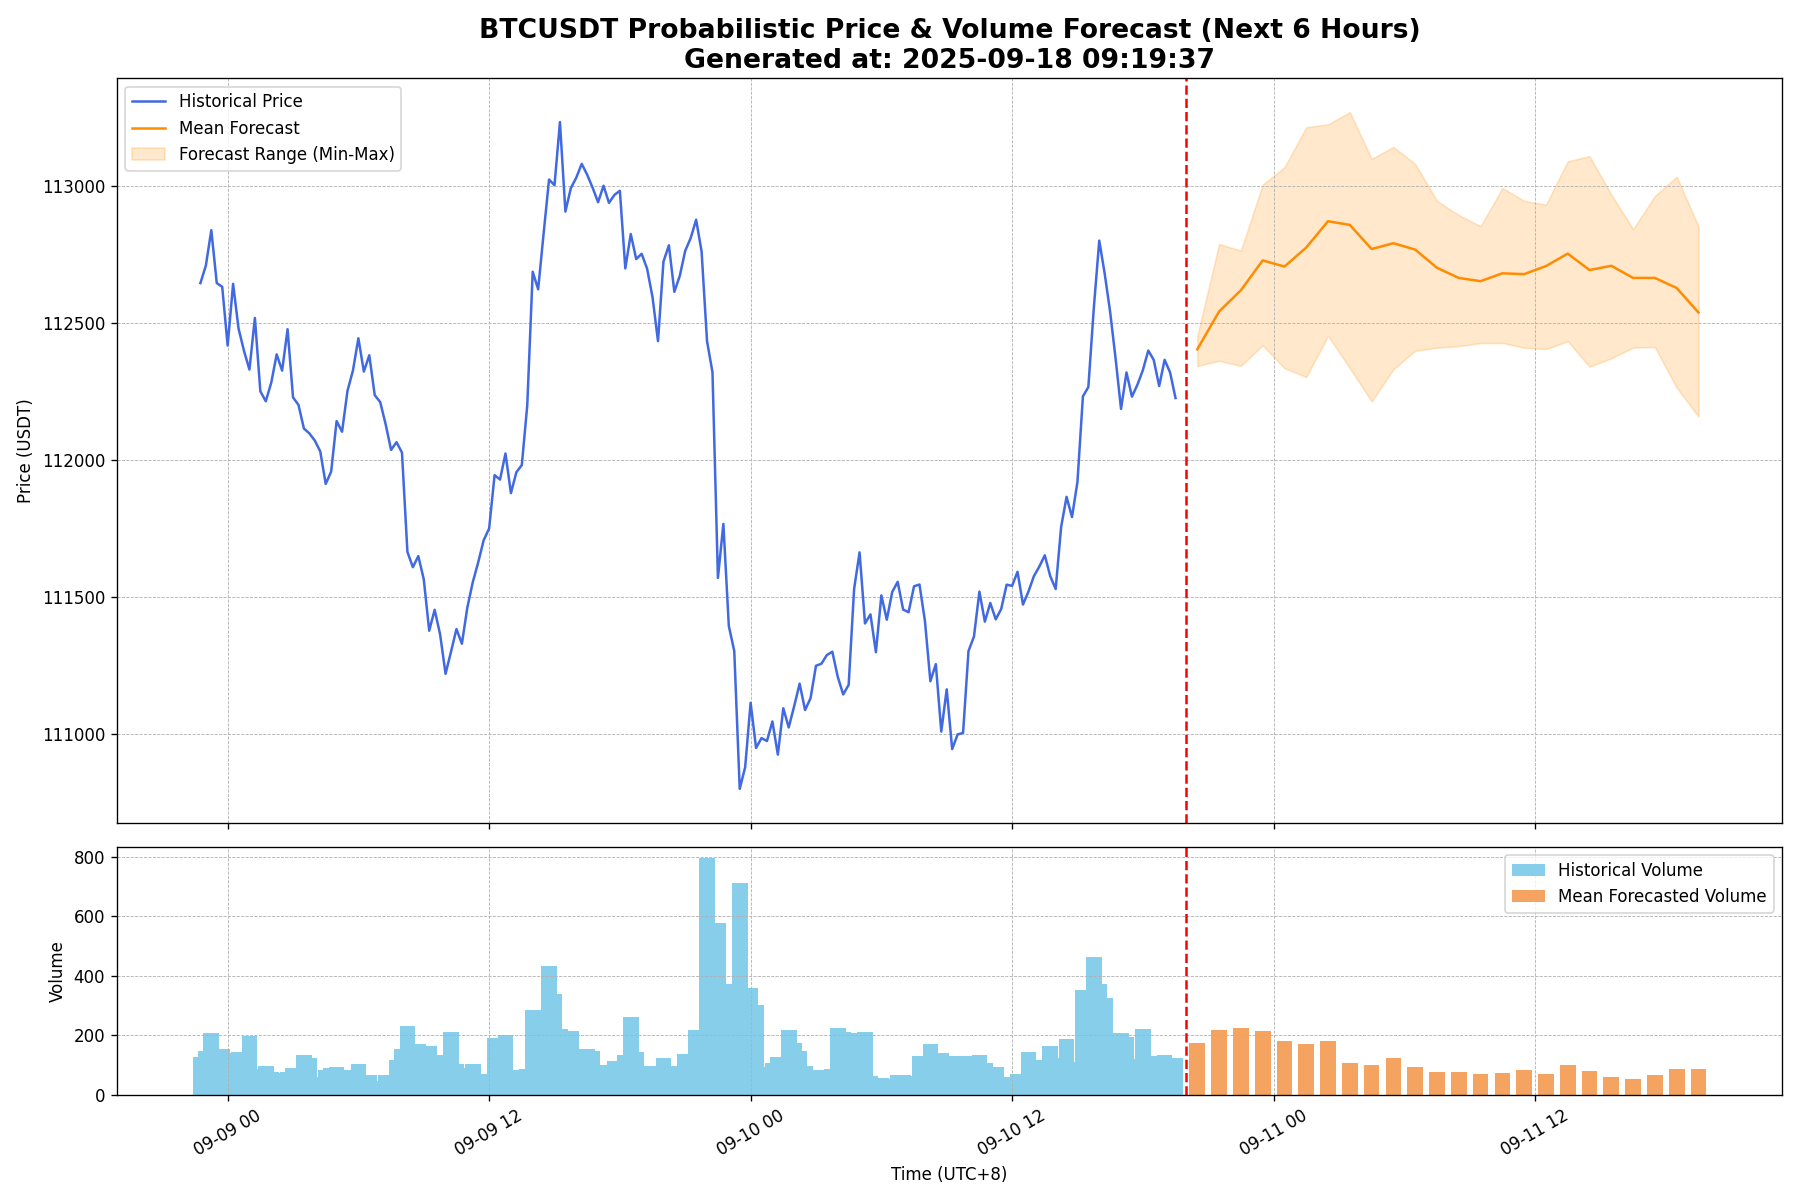 BTCUSDT Probabilistic Price & Volume Forecast (Next 6 Hours)
Generated at: 2025-09-18 09:19:37
Historical Price
Mean Forecast
Forecast Range (Min-Max)
Price (USDT)
113000
112500
112000
111500
111000
Historical Volume
Mean Forecasted Volume
Volume
800
600
400
200
0
09-09 00
09-09 12
09-10 00
09-10 12
09-11 00
09-11 12
Time (UTC+8)